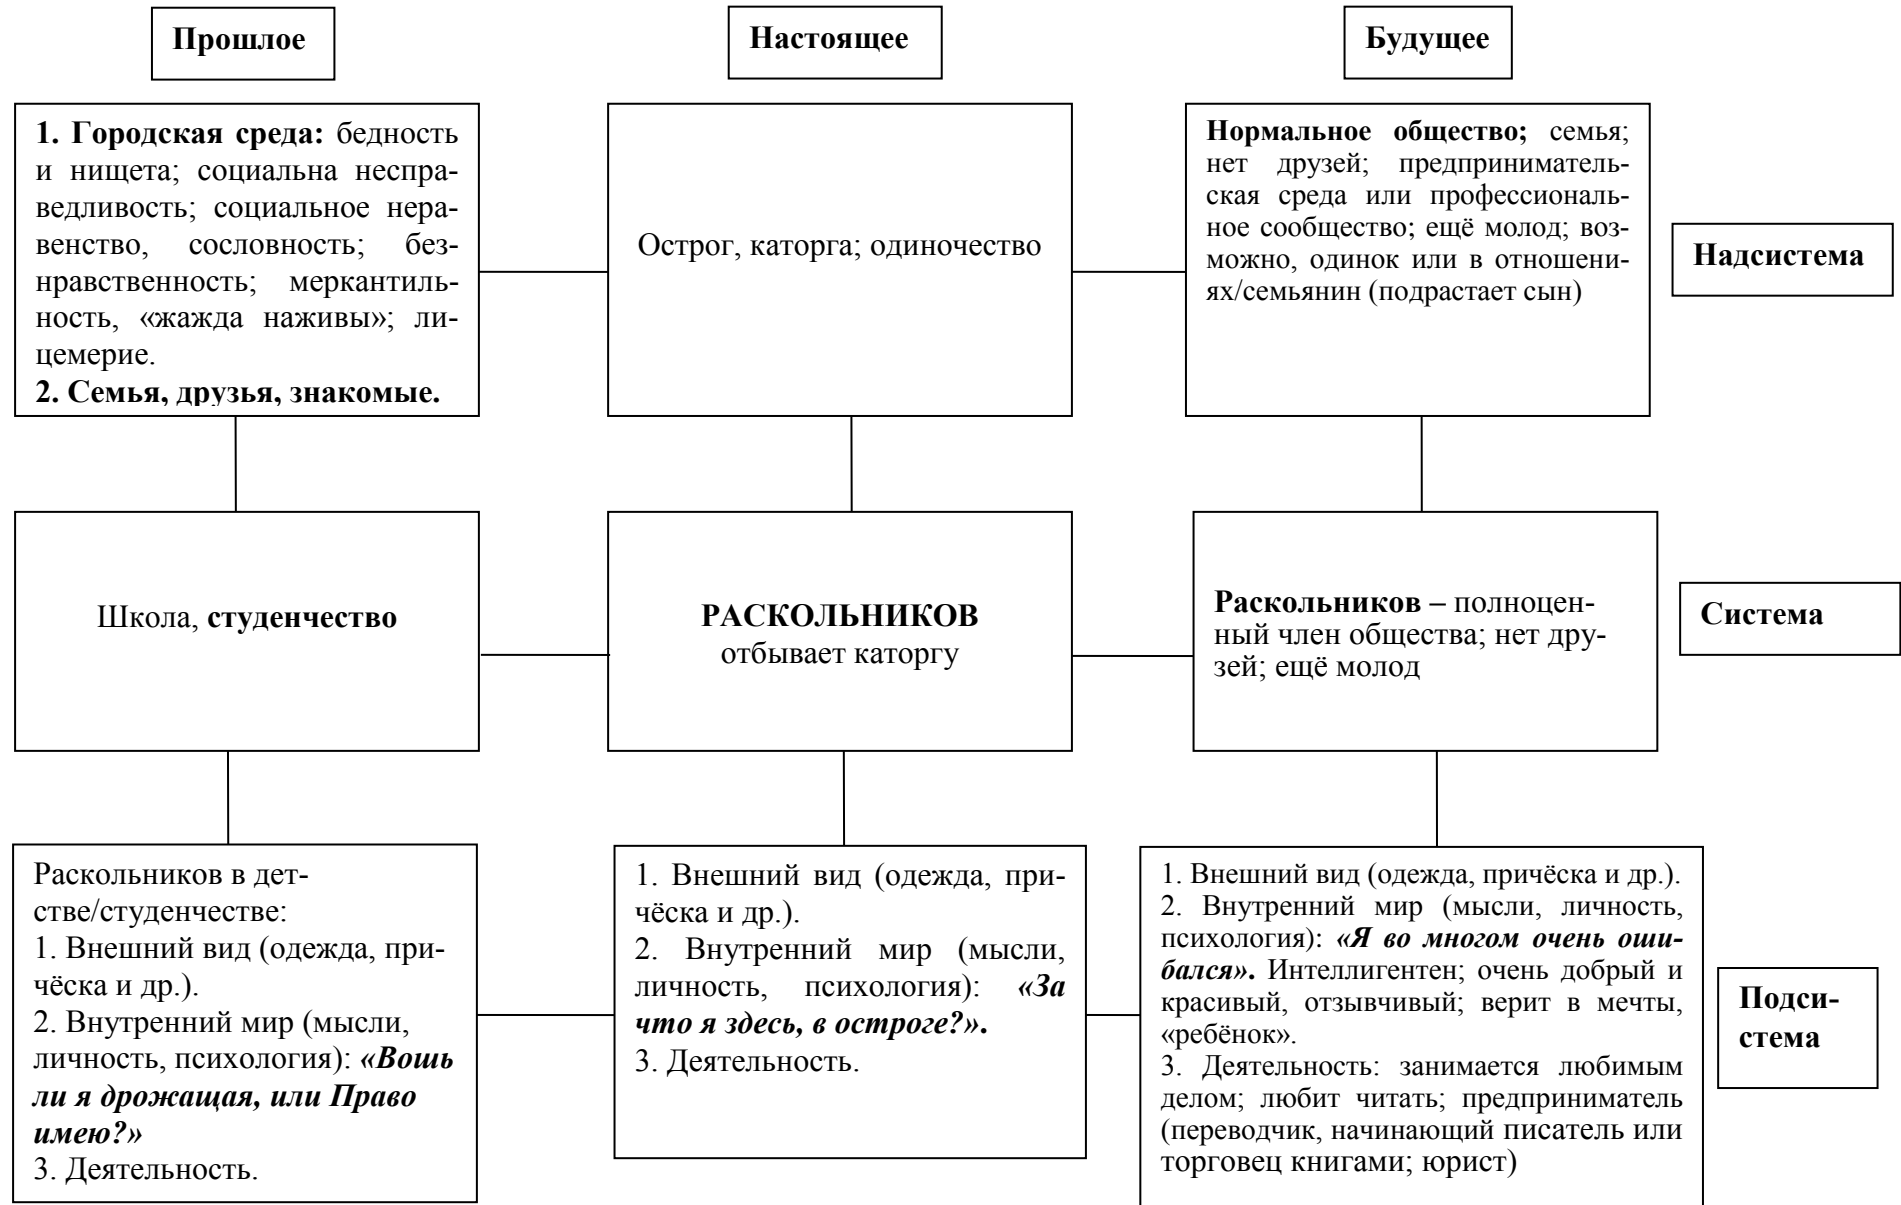 Прошлое
Настоящее
Будущее
1. Городская среда: бедность
и нищета; социальна неспра-
ведливость; социальное нера-
венство, сословность; без-
нравственность; меркантиль-
ность, «жажда наживы»; ли-
цемерие.
2. Семья, друзья, знакомые.
Острог, каторга; одиночество
Нормальное общество; семья;
нет друзей; предприниматель-
ская среда или профессиональ-
ное сообщество; ещё молод; воз-
можно, одинок или в отношени-
ях/семьянин (подрастает сын)
Надсистема
Школа, студенчество
РАСКОЛЬНИКОВ
отбывает каторгу
Раскольников – полноцен-
ный член общества; нет дру-
зей; ещё молод
Система
Раскольников в дет-
стве/студенчестве:
1. Внешний вид (одежда, при-
чёска и др.).
2. Внутренний мир (мысли,
личность, психология): «Вошь
ли я дрожащая, или Право
имею?»
3. Деятельность.
1. Внешний вид (одежда, при-
чёска и др.).
2. Внутренний мир (мысли,
личность, психология): «За
что я здесь, в остроге?».
3. Деятельность.
1. Внешний вид (одежда, причёска и др.).
2. Внутренний мир (мысли, личность,
психология): «Я во многом очень оши-
бался». Интеллигентен; очень добрый и
красивый, отзывчивый; верит в мечты,
«ребёнок».
3. Деятельность: занимается любимым
делом; любит читать; предприниматель
(переводчик, начинающий писатель или
торговец книгами; юрист)
Подси-
стема